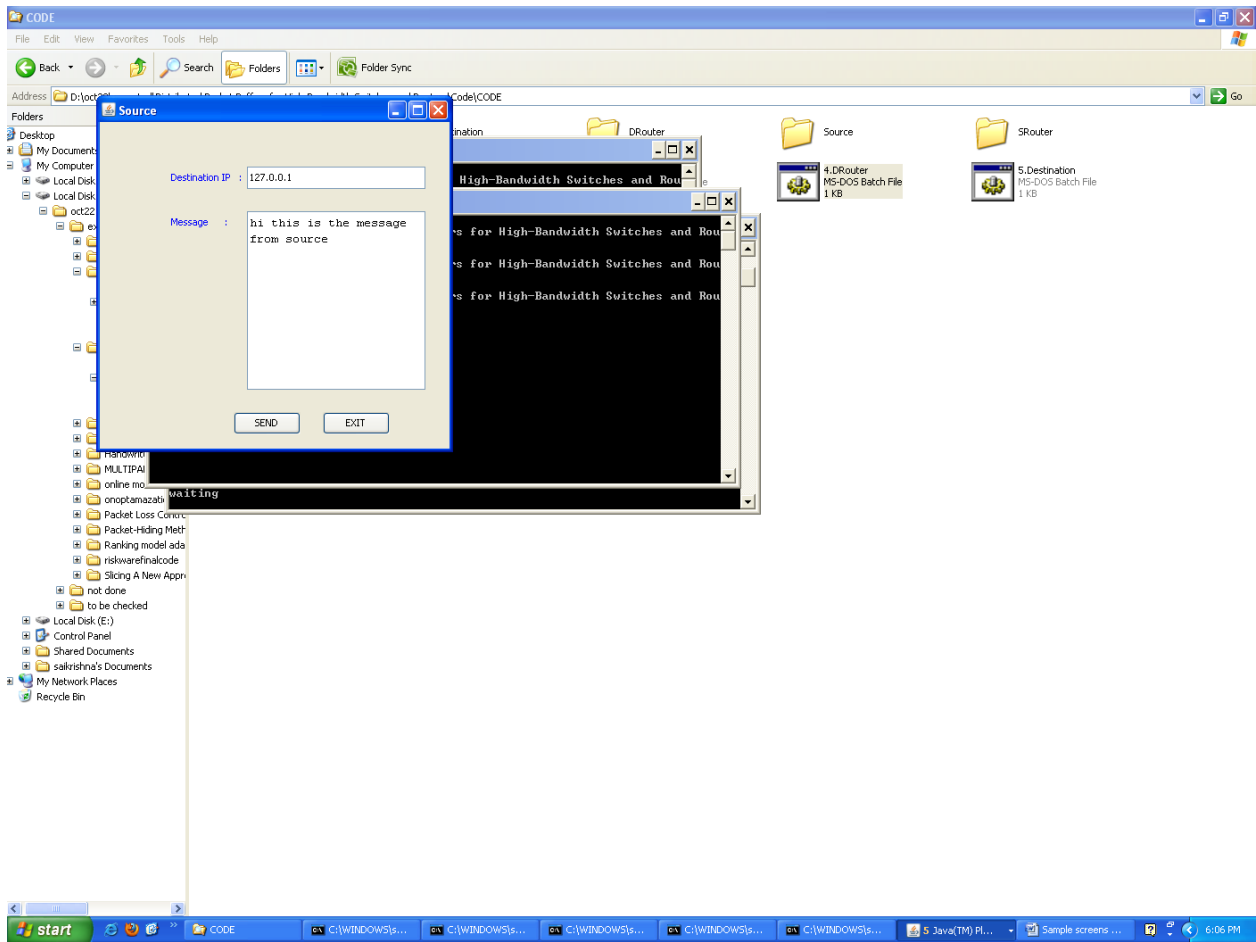 CODE
File Edit View Favorites Tools Help
Back Search Folders Folder Sync
Address Code\CODE Go
Folders
Desktop
My Computer
Local Disk
Local Disk
oct22
MULTIPA
online mo
Packet-Hiding Meth
Ranking model ada
riskwarefinalcode
Slicing A New Appr
not done
to be checked
Local Disk (E:)
Control Panel
Shared Documents
saikrishna's Documents
My Network Places
Recycle Bin
Source
Destination IP : 127.0.0.1
Message :
hi this is the message
from source
SEND EXIT
High-Bandwidth Switches and Rou
rs for High-Bandwidth Switches and Rou
rs for High-Bandwidth Switches and Rou
rs for High-Bandwidth Switches and Rou
waiting
DRouter
Source
SRouter
4.DRouter
MS-DOS Batch File
1 KB
5.Destination
MS-DOS Batch File
1 KB
start CODE C:\WINDOWS\s... C:\WINDOWS\s... C:\WINDOWS\s... C:\WINDOWS\s... C:\WINDOWS\s... 5 Java(TM) Pl... Sample screens ... 6:06 PM